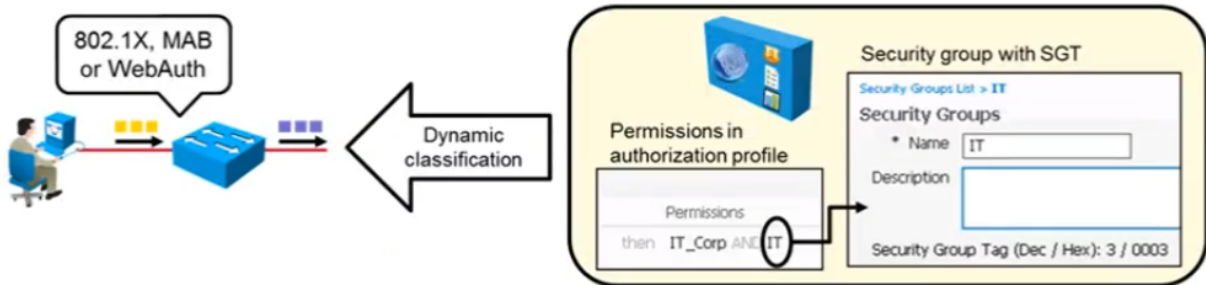 802.1X, MAB
or WebAuth
Dynamic
classification
Permissions in
authorization profile
Permissions
then IT_Corp AND IT
Security group with SGT
Security Groups List > IT
Security Groups
* Name IT
Description
Security Group Tag (Dec / Hex): 3 / 0003